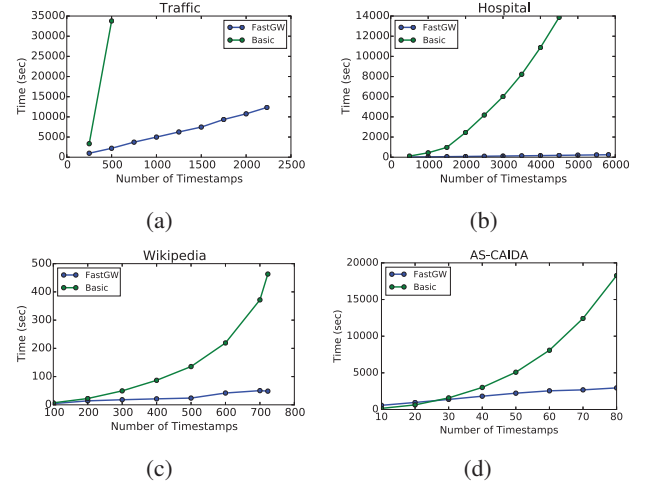 Traffic
35000
30000
25000
20000
15000
10000
5000
0
0 500 1000 1500 2000 2500
Time (sec)
Number of Timestamps
FastGW
Basic
(a)
Hospital
14000
12000
10000
8000
6000
4000
2000
0
0 1000 2000 3000 4000 5000 6000
Time (sec)
Number of Timestamps
FastGW
Basic
(b)
Wikipedia
500
400
300
200
100
0
100 200 300 400 500 600 700 800
Time (sec)
Number of Timestamps
FastGW
Basic
(c)
AS-CAIDA
20000
15000
10000
5000
0
10 20 30 40 50 60 70 80
Time (sec)
Number of Timestamps
FastGW
Basic
(d)